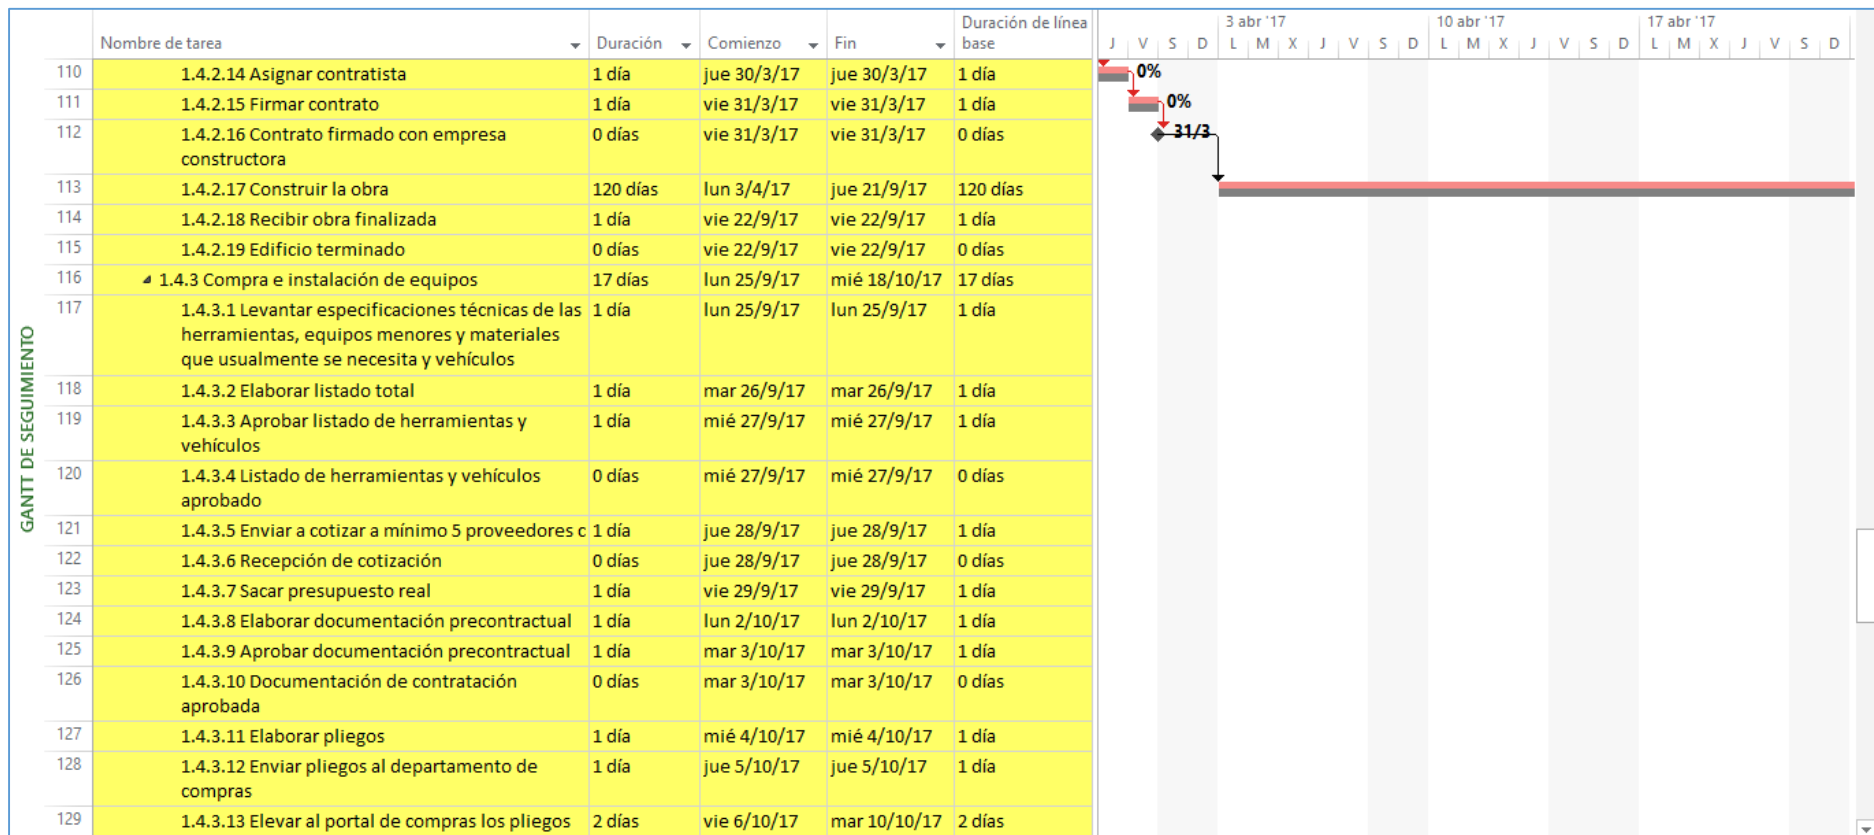 Nombre de tarea Duración Comienzo Fin Duración de línea base
3 abr '17 10 abr '17 17 abr '17
J V S D L M X J V S D L M X J V S D L M X J V S D
GANTT DE SEGUIMIENTO
110 1.4.2.14 Asignar contratista 1 día jue 30/3/17 jue 30/3/17 1 día 0%
111 1.4.2.15 Firmar contrato 1 día vie 31/3/17 vie 31/3/17 1 día 0%
112 1.4.2.16 Contrato firmado con empresa 0 días vie 31/3/17 vie 31/3/17 0 días 31/3
constructora
113 1.4.2.17 Construir la obra 120 días lun 3/4/17 jue 21/9/17 120 días
114 1.4.2.18 Recibir obra finalizada 1 día vie 22/9/17 vie 22/9/17 1 día
115 1.4.2.19 Edificio terminado 0 días vie 22/9/17 vie 22/9/17 0 días
116 1.4.3 Compra e instalación de equipos 17 días lun 25/9/17 mié 18/10/17 17 días
117 1.4.3.1 Levantar especificaciones técnicas de las 1 día lun 25/9/17 lun 25/9/17 1 día
herramientas, equipos menores y materiales
que usualmente se necesita y vehículos
118 1.4.3.2 Elaborar listado total 1 día mar 26/9/17 mar 26/9/17 1 día
119 1.4.3.3 Aprobar listado de herramientas y 1 día mié 27/9/17 mié 27/9/17 1 día
vehículos
120 1.4.3.4 Listado de herramientas y vehículos 0 días mié 27/9/17 mié 27/9/17 0 días
aprobado
121 1.4.3.5 Enviar a cotizar a mínimo 5 proveedores c 1 día jue 28/9/17 jue 28/9/17 1 día
122 1.4.3.6 Recepción de cotización 0 días jue 28/9/17 jue 28/9/17 0 días
123 1.4.3.7 Sacar presupuesto real 1 día vie 29/9/17 vie 29/9/17 1 día
124 1.4.3.8 Elaborar documentación precontractual 1 día lun 2/10/17 lun 2/10/17 1 día
125 1.4.3.9 Aprobar documentación precontractual 1 día mar 3/10/17 mar 3/10/17 1 día
126 1.4.3.10 Documentación de contratación 0 días mar 3/10/17 mar 3/10/17 0 días
aprobada
127 1.4.3.11 Elaborar pliegos 1 día mié 4/10/17 mié 4/10/17 1 día
128 1.4.3.12 Enviar pliegos al departamento de 1 día jue 5/10/17 jue 5/10/17 1 día
compras
129 1.4.3.13 Elevar al portal de compras los pliegos 2 días vie 6/10/17 mar 10/10/17 2 días